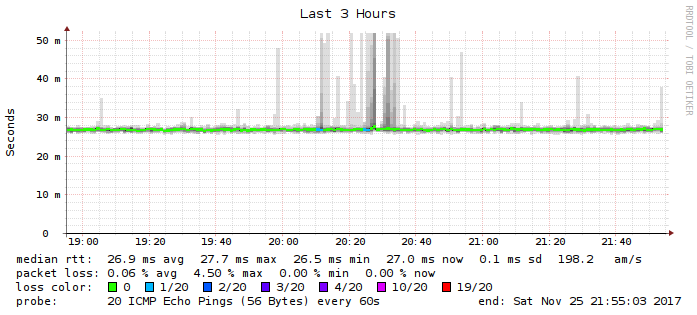 Last 3 Hours
RRDTOOL / TOBI OETIKER
Seconds
50 m
40 m
30 m
20 m
10 m
0
19:00 19:20 19:40 20:00 20:20 20:40 21:00 21:20 21:40
median rtt: 26.9 ms avg 27.7 ms max 26.5 ms min 27.0 ms now 0.1 ms sd 198.2 am/s
packet loss: 0.06 % avg 4.50 % max 0.00 % min 0.00 % now
loss color: 0 1/20 2/20 3/20 4/20 10/20 19/20
probe: 20 ICMP Echo Pings (56 Bytes) every 60s end: Sat Nov 25 21:55:03 2017